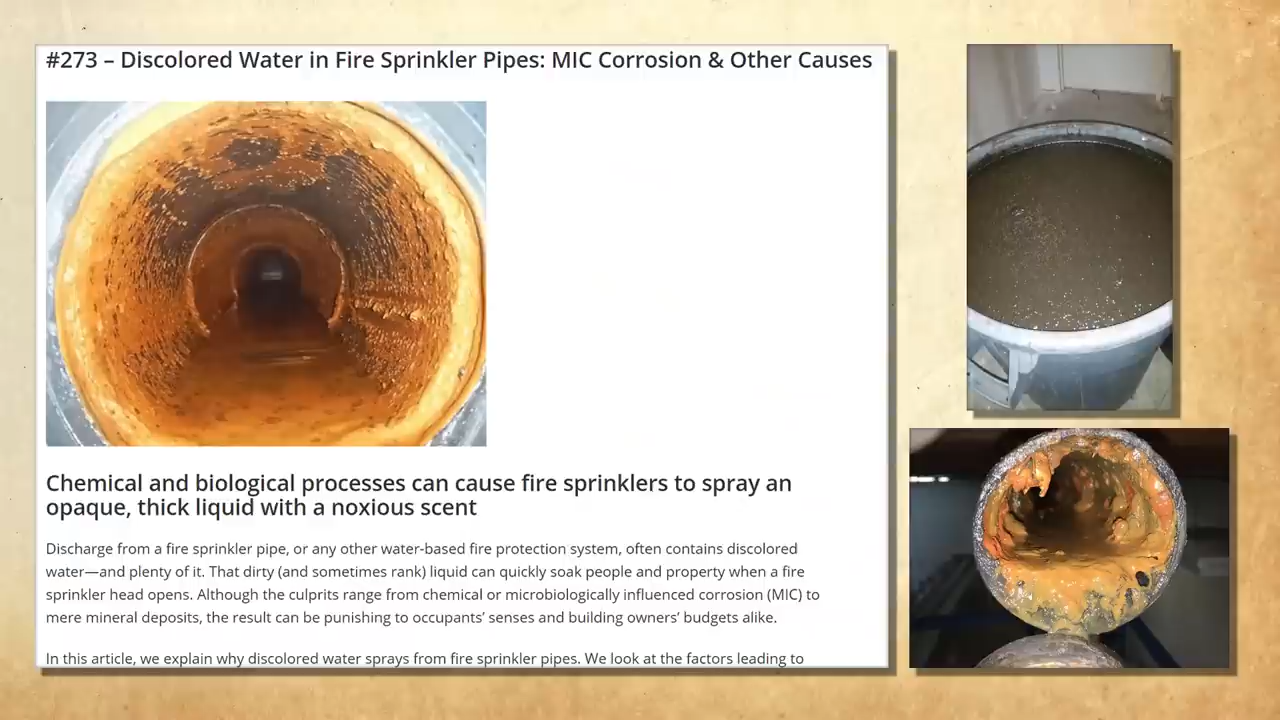 #273 – Discolored Water in Fire Sprinkler Pipes: MIC Corrosion & Other Causes
Chemical and biological processes can cause fire sprinklers to spray an
opaque, thick liquid with a noxious scent
Discharge from a fire sprinkler pipe, or any other water-based fire protection system, often contains discolored
water—and plenty of it. That dirty (and sometimes rank) liquid can quickly soak people and property when a fire
sprinkler head opens. Although the culprits range from chemical or microbiologically influenced corrosion (MIC) to
mere mineral deposits, the result can be punishing to occupants’ senses and building owners’ budgets alike.
In this article, we explain why discolored water sprays from fire sprinkler pipes. We look at the factors leading to